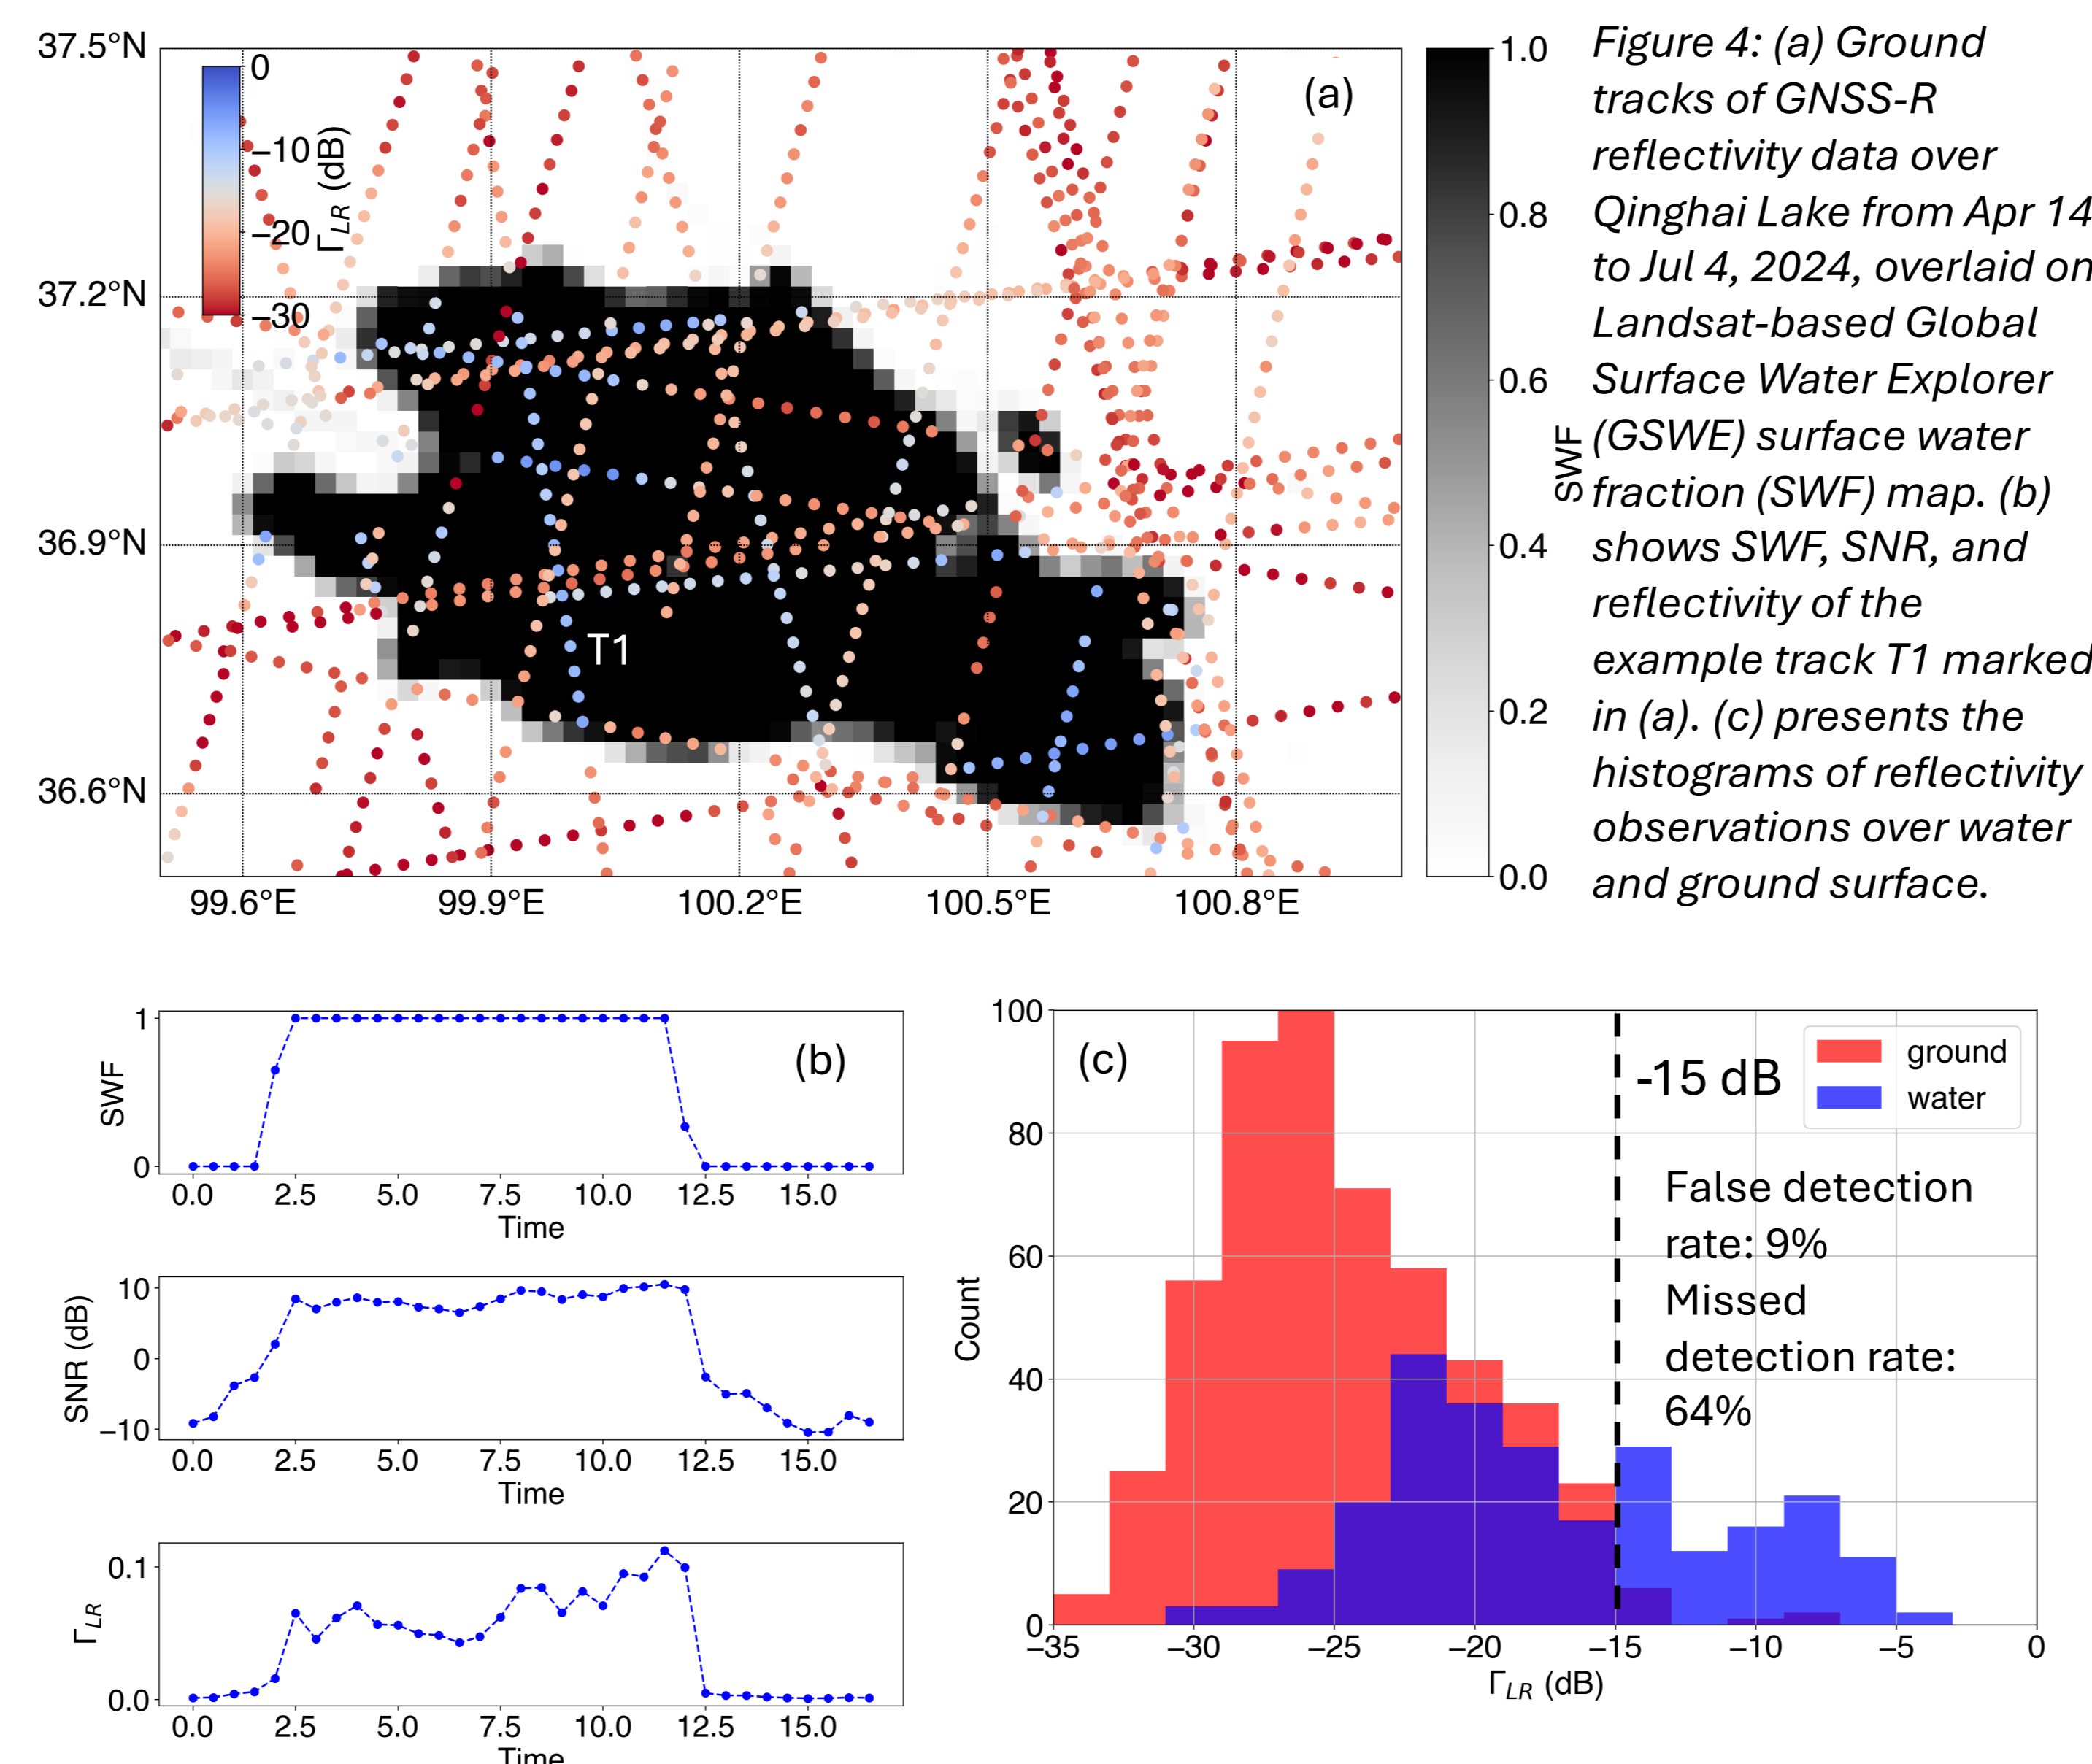 37.5°N
37.2°N
36.9°N
36.6°N
99.6°E
99.9°E
100.2°E
100.5°E
100.8°E
0
−10
−20
−30
Γ_LR (dB)
(a)
T1
1.0
0.8
0.6
0.4
0.2
0.0
SWF
Figure 4: (a) Ground
tracks of GNSS-R
reflectivity data over
Qinghai Lake from Apr 14
to Jul 4, 2024, overlaid on
Landsat-based Global
Surface Water Explorer
(GSWE) surface water
fraction (SWF) map. (b)
shows SWF, SNR, and
reflectivity of the
example track T1 marked
in (a). (c) presents the
histograms of reflectivity
observations over water
and ground surface.
(b)
SWF
1
0
0.0 2.5 5.0 7.5 10.0 12.5 15.0
Time
SNR (dB)
10
0
−10
0.0 2.5 5.0 7.5 10.0 12.5 15.0
Time
Γ_LR
0.1
0.0
0.0 2.5 5.0 7.5 10.0 12.5 15.0
Time
(c)
Count
100
80
60
40
20
0
−35 −30 −25 −20 −15 −10 −5 0
Γ_LR (dB)
-15 dB
ground
water
False detection
rate: 9%
Missed
detection rate:
64%